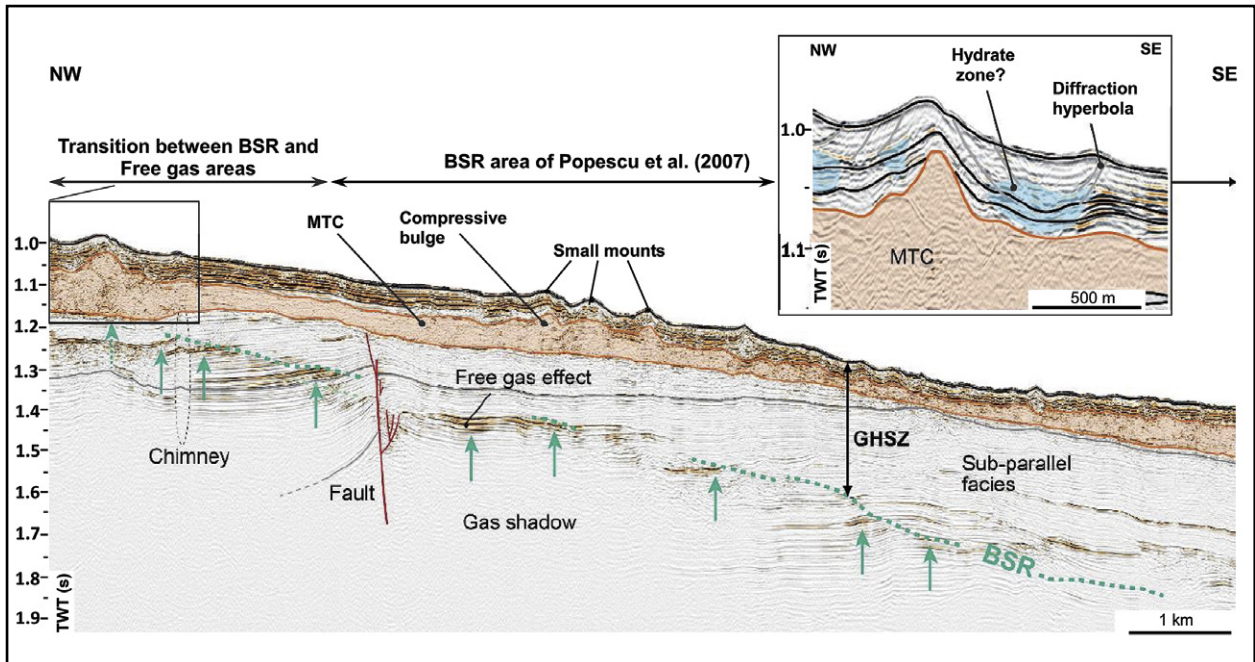 NW
SE
Transition between BSR and
Free gas areas
BSR area of Popescu et al. (2007)
MTC
Compressive
bulge
Small mounts
NW
SE
Hydrate
zone?
Diffraction
hyperbola
1.0
1.1
TWT (s)
MTC
500 m
1.0
1.1
1.2
1.3
1.4
1.5
1.6
1.7
1.8
1.9
TWT (s)
Free gas effect
Chimney
Fault
Gas shadow
GHSZ
Sub-parallel
facies
BSR
1 km